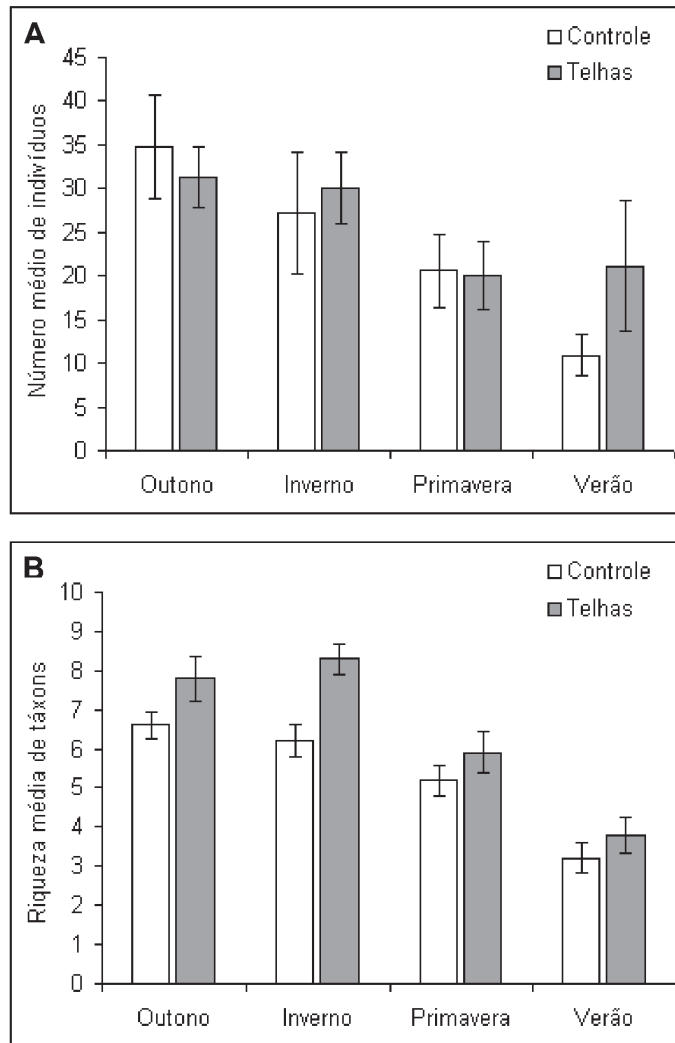 A
Controle
Telhas
Número médio de indivíduos
45
40
35
30
25
20
15
10
5
0
Outono Inverno Primavera Verão
B
Controle
Telhas
Riqueza média de táxons
10
9
8
7
6
5
4
3
2
1
0
Outono Inverno Primavera Verão